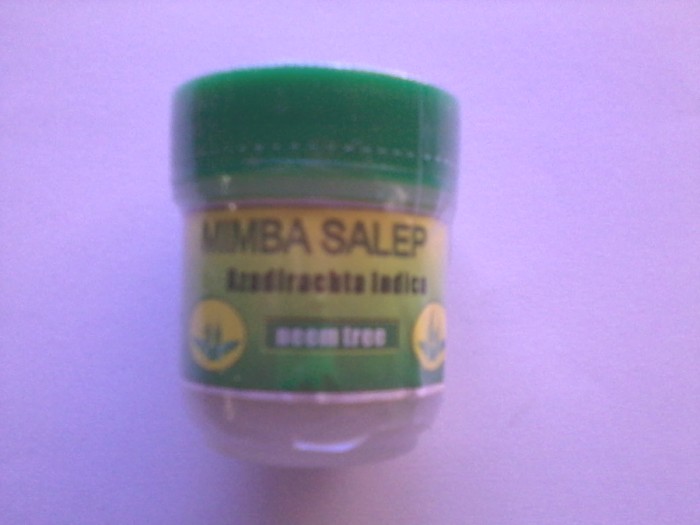 MIMBA SALEP
Azadirachta indica
neem tree